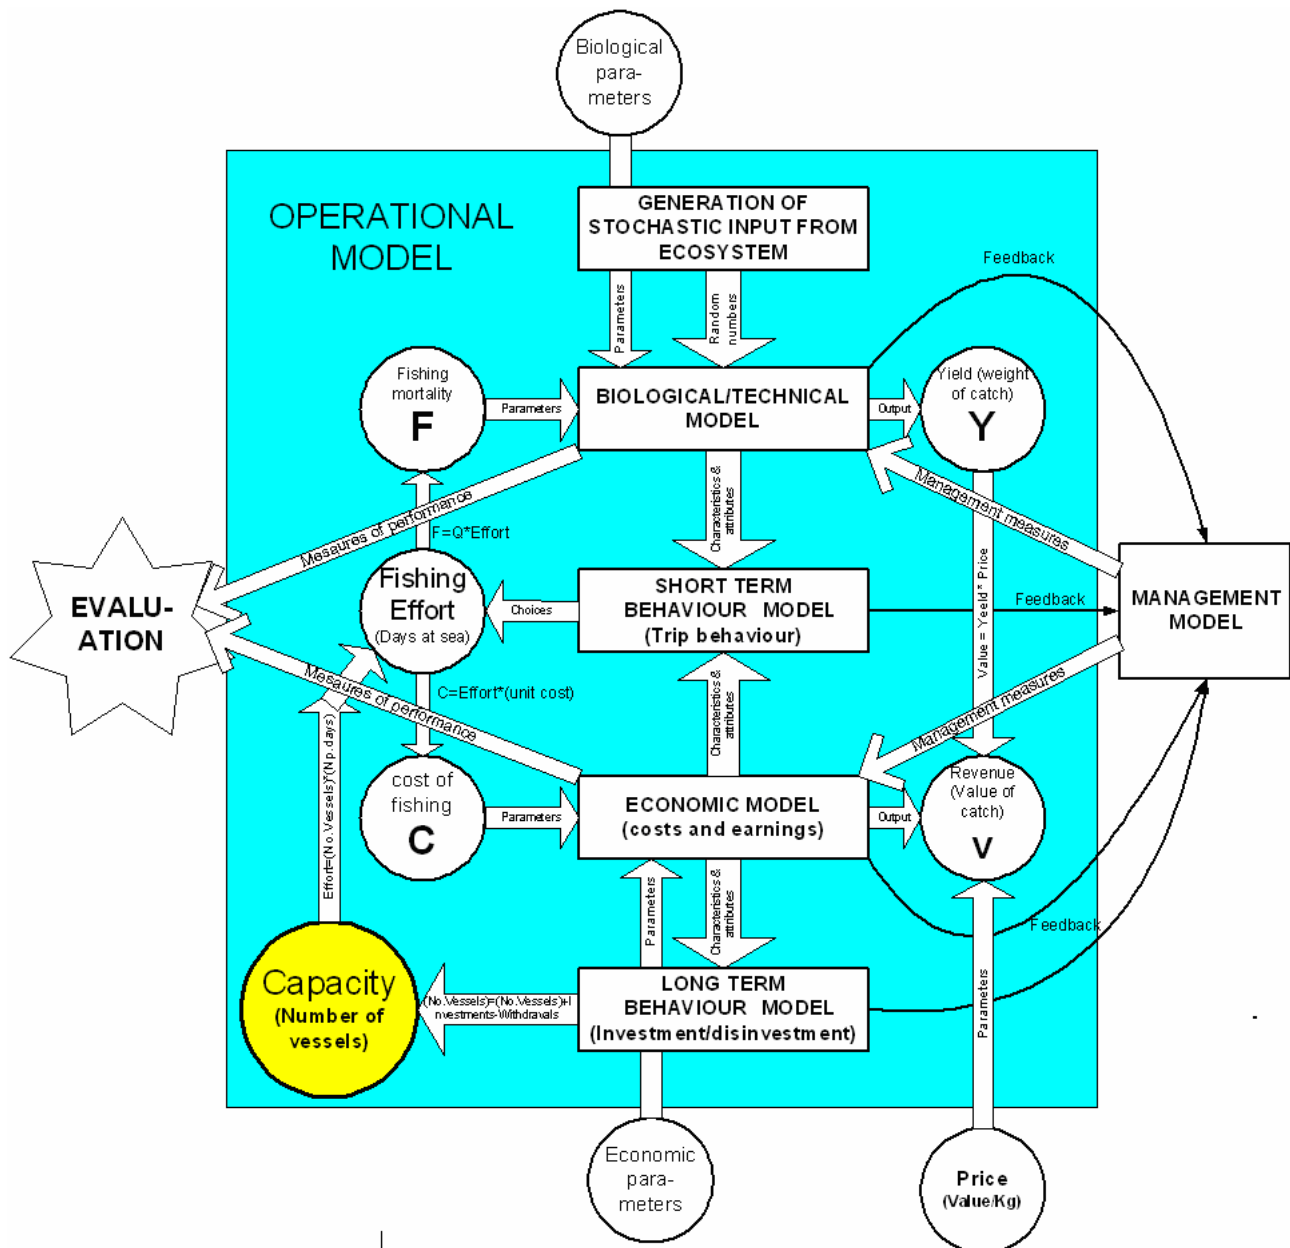 Biological
para-
meters
OPERATIONAL
MODEL
GENERATION OF
STOCHASTIC INPUT FROM
ECOSYSTEM
Feedback
Parameters
Random
numbers
Fishing
mortality
F
Parameters
BIOLOGICAL/TECHNICAL
MODEL
Output
Yield (weight
of catch)
Y
Mesaures of performance
F=Q*Effort
Characteristics &
attributes
Management measures
Value = Yeeld * Price
EVALU-
ATION
Fishing
Effort
(Days at sea)
Choices
SHORT TERM
BEHAVIOUR MODEL
(Trip behaviour)
Feedback
MANAGEMENT
MODEL
Mesaures of performance
C=Effort*(unit cost)
Characteristics &
attributes
Management measures
Effort=(No.Vessels)*(Np.days)
cost of
fishing
C
Parameters
ECONOMIC MODEL
(costs and earnings)
Output
Revenue
(Value of
catch)
V
Parameters
Characteristics &
attributes
Feedback
Capacity
(Number of
vessels)
(No.Vessels)=(No.Vessels)+I
nvestments-Withdravals
LONG TERM
BEHAVIOUR MODEL
(Investment/disinvestment)
Parameters
Economic
para-
meters
Price
(Value/Kg)